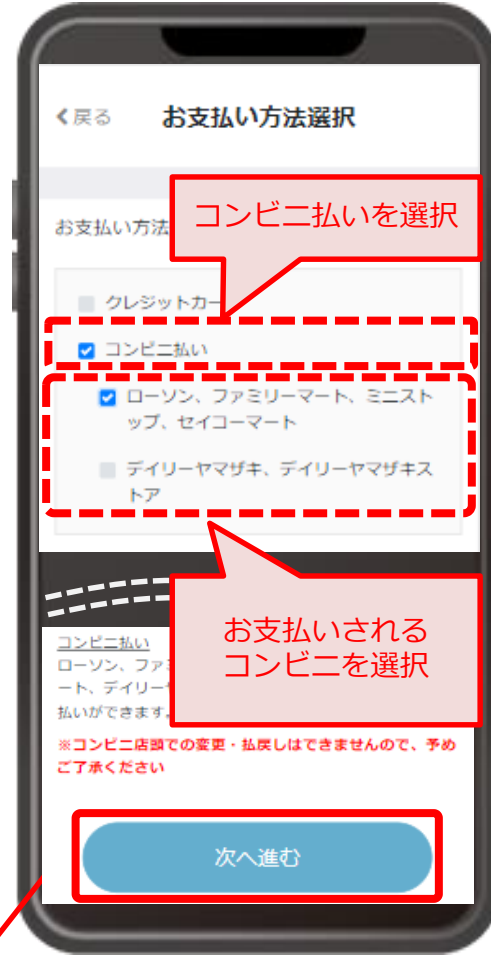 戻る
お支払い方法選択
コンビニ払いを選択
お支払い方法
クレジットカー
コンビニ払い
ローソン、ファミリーマート、ミニスト
ップ、セイコーマート
デイリーヤマザキ、デイリーヤマザキス
トア
お支払いされる
コンビニを選択
コンビニ払い
ローソン、ファミ
ート、デイリー
払いができます。
※コンビニ店頭での変更・払戻しはできませんので、予め
ご了承ください
次へ進む